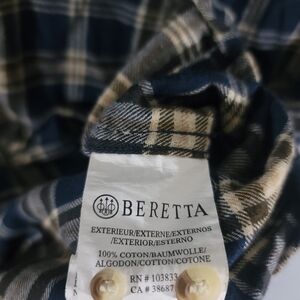 BERETTA
EXTERIEUR/EXTERNE/EXTERNOS
/EXTERIOR/ESTERNO
100% COTON/BAUMWOLLE/
ALGODON/COTTON/COTONE
RN # 103833
CA # 38687